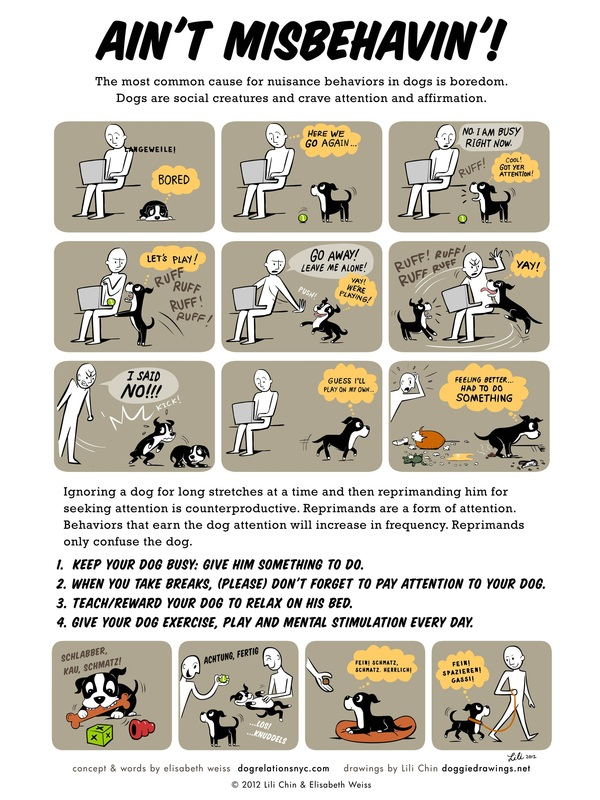 AIN'T MISBEHAVIN'!
The most common cause for nuisance behaviors in dogs is boredom.
Dogs are social creatures and crave attention and affirmation.
LANGEWEILE!
BORED
HERE WE
GO AGAIN...
NO. I AM BUSY
RIGHT NOW.
RUFF!
COOL!
GOT YER
ATTENTION!
LET'S PLAY!
RUFF
RUFF
RUFF!
RUFF!
GO AWAY!
LEAVE ME ALONE!
PUSH!
YAY!
WE'RE
PLAYING!
RUFF! RUFF!
RUFF RUFF
YAY!
I SAID
NO!!!
KICK!
GUESS I'LL
PLAY ON MY OWN...
FEELING BETTER...
HAD TO DO
SOMETHING
Ignoring a dog for long stretches at a time and then reprimanding him for
seeking attention is counterproductive. Reprimands are a form of attention.
Behaviors that earn the dog attention will increase in frequency. Reprimands
only confuse the dog.
1. KEEP YOUR DOG BUSY: GIVE HIM SOMETHING TO DO.
2. WHEN YOU TAKE BREAKS, (PLEASE) DON'T FORGET TO PAY ATTENTION TO YOUR DOG.
3. TEACH/REWARD YOUR DOG TO RELAX ON HIS BED.
4. GIVE YOUR DOG EXERCISE, PLAY AND MENTAL STIMULATION EVERY DAY.
SCHLABBER,
KAU, SCHMATZ!
ACHTUNG, FERTIG
...LOS!
...KNUDDELS
FEIN! SCHMATZ,
SCHMATZ. HERRLICH!
FEIN!
SPAZIEREN!
GASSI!
Lili 2012
concept & words by elisabeth weiss dogrelationsnyc.com drawings by Lili Chin doggiedrawings.net
© 2012 Lili Chin & Elisabeth Weiss